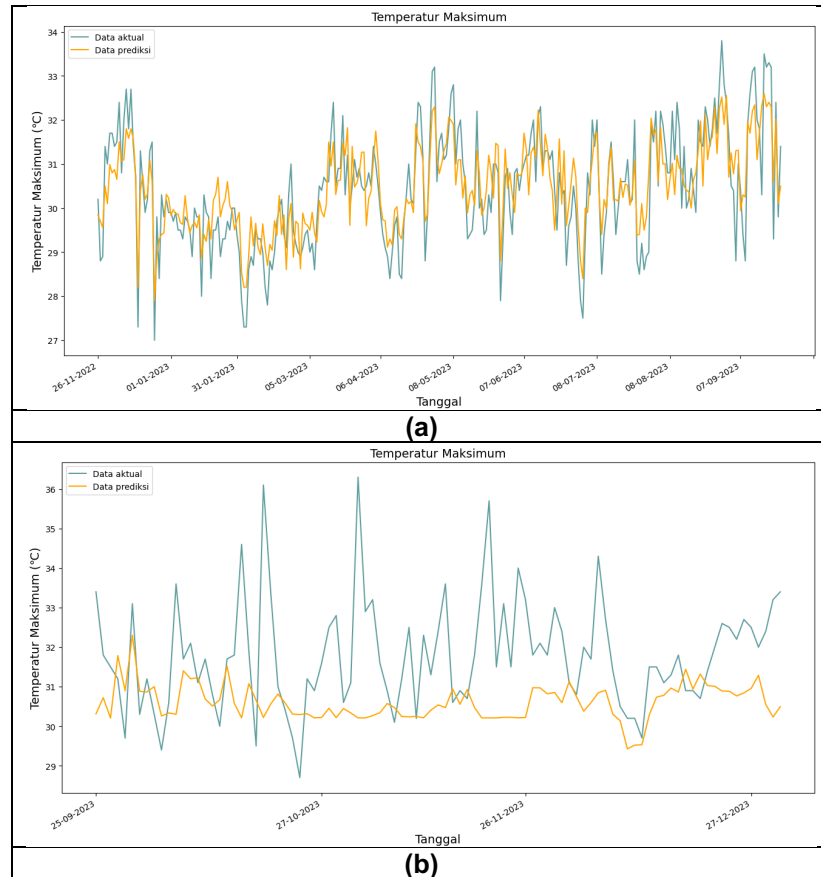 Temperatur Maksimum
Data aktual
Data prediksi
34
33
32
31
30
29
28
27
Temperatur Maksimum (°C)
26-11-2022
01-01-2023
31-01-2023
05-03-2023
06-04-2023
08-05-2023
07-06-2023
08-07-2023
08-08-2023
07-09-2023
Tanggal
(a)
Temperatur Maksimum
Data aktual
Data prediksi
36
35
34
33
32
31
30
29
Temperatur Maksimum (°C)
25-09-2023
27-10-2023
26-11-2023
27-12-2023
Tanggal
(b)